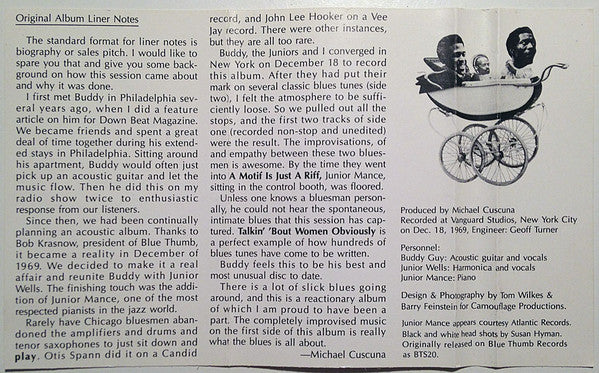 Original Album Liner Notes
The standard format for liner notes is
biography or sales pitch. I would like to
spare you that and give you some back-
ground on how this session came about
and why it was done.
I first met Buddy in Philadelphia sev-
eral years ago, when I did a feature
article on him for Down Beat Magazine.
We became friends and spent a great
deal of time together during his extend-
ed stays in Philadelphia. Sitting around
his apartment, Buddy would often just
pick up an acoustic guitar and let the
music flow. Then he did this on my
radio show twice to enthusiastic
response from our listeners.
Since then, we had been continually
planning an acoustic album. Thanks to
Bob Krasnow, president of Blue Thumb,
it became a reality in December of
1969. We decided to make it a real
affair and reunite Buddy with Junior
Wells. The finishing touch was the addi-
tion of Junior Mance, one of the most
respected pianists in the jazz world.
Rarely have Chicago bluesmen aban-
doned the amplifiers and drums and
tenor saxophones to just sit down and
play. Otis Spann did it on a Candid
record, and John Lee Hooker on a Vee
Jay record. There were other instances,
but they are all too rare.
Buddy, the Juniors and I converged in
New York on December 18 to record
this album. After they had put their
mark on several classic blues tunes (side
two), I felt the atmosphere to be suffi-
ciently loose. So we pulled out all the
stops, and the first two tracks of side
one (recorded non-stop and unedited)
were the result. The improvisations, of
and empathy between these two blues-
men is awesome. By the time they went
into A Motif Is Just A Riff, Junior Mance,
sitting in the control booth, was floored.
Unless one knows a bluesman person-
ally, he could not hear the spontaneous,
intimate blues that this session has cap-
tured. Talkin' 'Bout Women Obviously is
a perfect example of how hundreds of
blues tunes have come to be written.
Buddy feels this to be his best and
most unusual disc to date.
There is a lot of slick blues going
around, and this is a reactionary album
of which I am proud to have been a
part. The completely improvised music
on the first side of this album is really
what the blues is all about.
—Michael Cuscuna
Produced by Michael Cuscuna
Recorded at Vanguard Studios, New York City
on Dec. 18, 1969, Engineer: Geoff Turner
Personnel:
Buddy Guy: Acoustic guitar and vocals
Junior Wells: Harmonica and vocals
Junior Mance: Piano
Design & Photography by Tom Wilkes &
Barry Feinstein for Camouflage Productions.
Junior Mance appears courtesy Atlantic Records.
Black and white head shots by Susan Hyman.
Originally released on Blue Thumb Records
as BTS20.